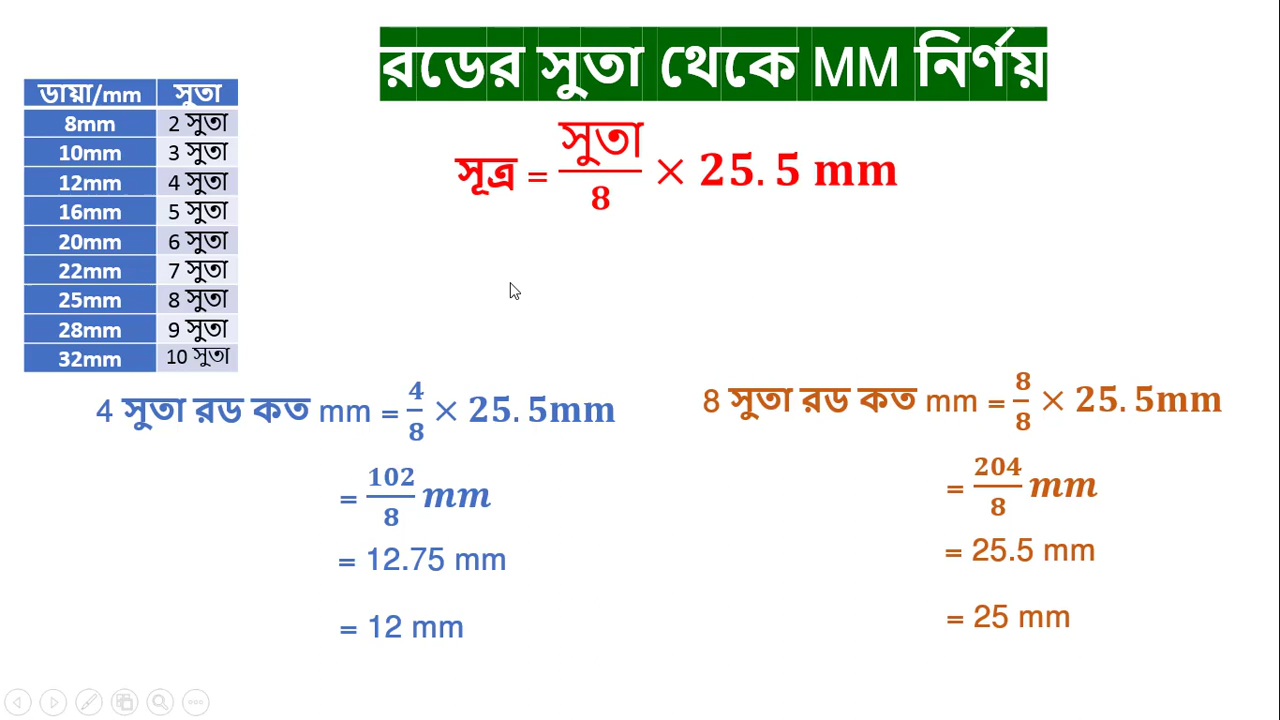 রডের সুতা থেকে MM নির্ণয়
ডায়া/mm সুতা
8mm 2 সুতা
10mm 3 সুতা
12mm 4 সুতা
16mm 5 সুতা
20mm 6 সুতা
22mm 7 সুতা
25mm 8 সুতা
28mm 9 সুতা
32mm 10 সুতা
সূত্র = সুতা/8 × 25.5 mm
4 সুতা রড কত mm = 4/8 × 25.5mm
= 102/8 mm
= 12.75 mm
= 12 mm
8 সুতা রড কত mm = 8/8 × 25.5mm
= 204/8 mm
= 25.5 mm
= 25 mm